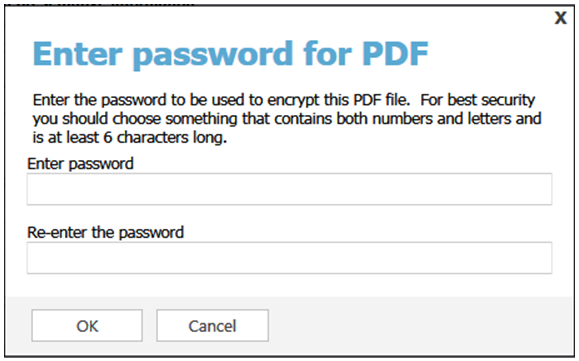 X
Enter password for PDF
Enter the password to be used to encrypt this PDF file.  For best security
you should choose something that contains both numbers and letters and
is at least 6 characters long.
Enter password
Re-enter the password
OK
Cancel